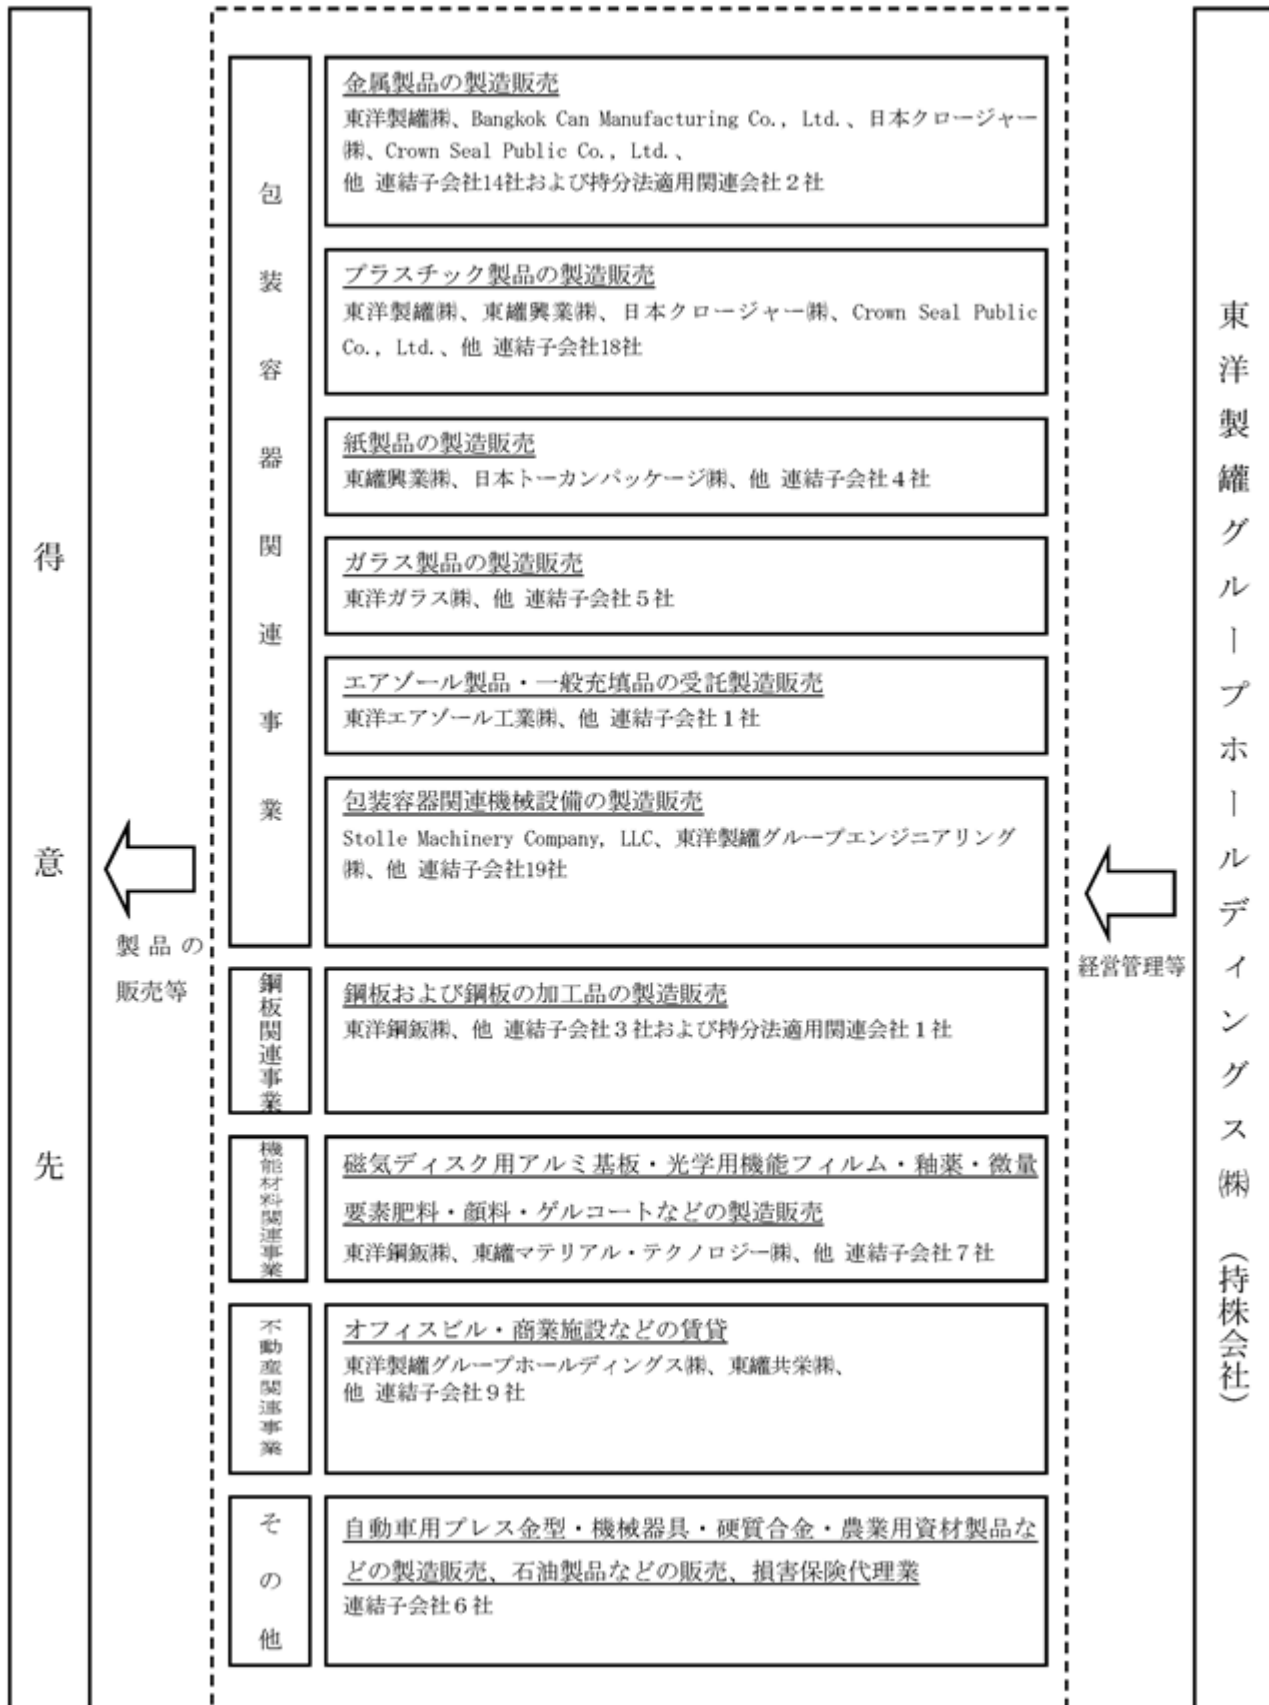 得意先
製品の
販売等
包装容器関連事業
金属製品の製造販売
東洋製罐㈱、Bangkok Can Manufacturing Co., Ltd.、日本クロージャー
㈱、Crown Seal Public Co., Ltd.、
他 連結子会社14社および持分法適用関連会社２社
プラスチック製品の製造販売
東洋製罐㈱、東罐興業㈱、日本クロージャー㈱、Crown Seal Public
Co., Ltd.、他 連結子会社18社
紙製品の製造販売
東罐興業㈱、日本トーカンパッケージ㈱、他 連結子会社４社
ガラス製品の製造販売
東洋ガラス㈱、他 連結子会社５社
エアゾール製品・一般充填品の受託製造販売
東洋エアゾール工業㈱、他 連結子会社１社
包装容器関連機械設備の製造販売
Stolle Machinery Company, LLC、東洋製罐グループエンジニアリング
㈱、他 連結子会社19社
鋼板関連事業
鋼板および鋼板の加工品の製造販売
東洋鋼鈑㈱、他 連結子会社３社および持分法適用関連会社１社
機能材料関連事業
磁気ディスク用アルミ基板・光学用機能フィルム・釉薬・微量
要素肥料・顔料・ゲルコートなどの製造販売
東洋鋼鈑㈱、東罐マテリアル・テクノロジー㈱、他 連結子会社７社
不動産関連事業
オフィスビル・商業施設などの賃貸
東洋製罐グループホールディングス㈱、東罐共栄㈱、
他 連結子会社９社
その他
自動車用プレス金型・機械器具・硬質合金・農業用資材製品な
どの製造販売、石油製品などの販売、損害保険代理業
連結子会社６社
経営管理等
東洋製罐グループホールディングス㈱（持株会社）